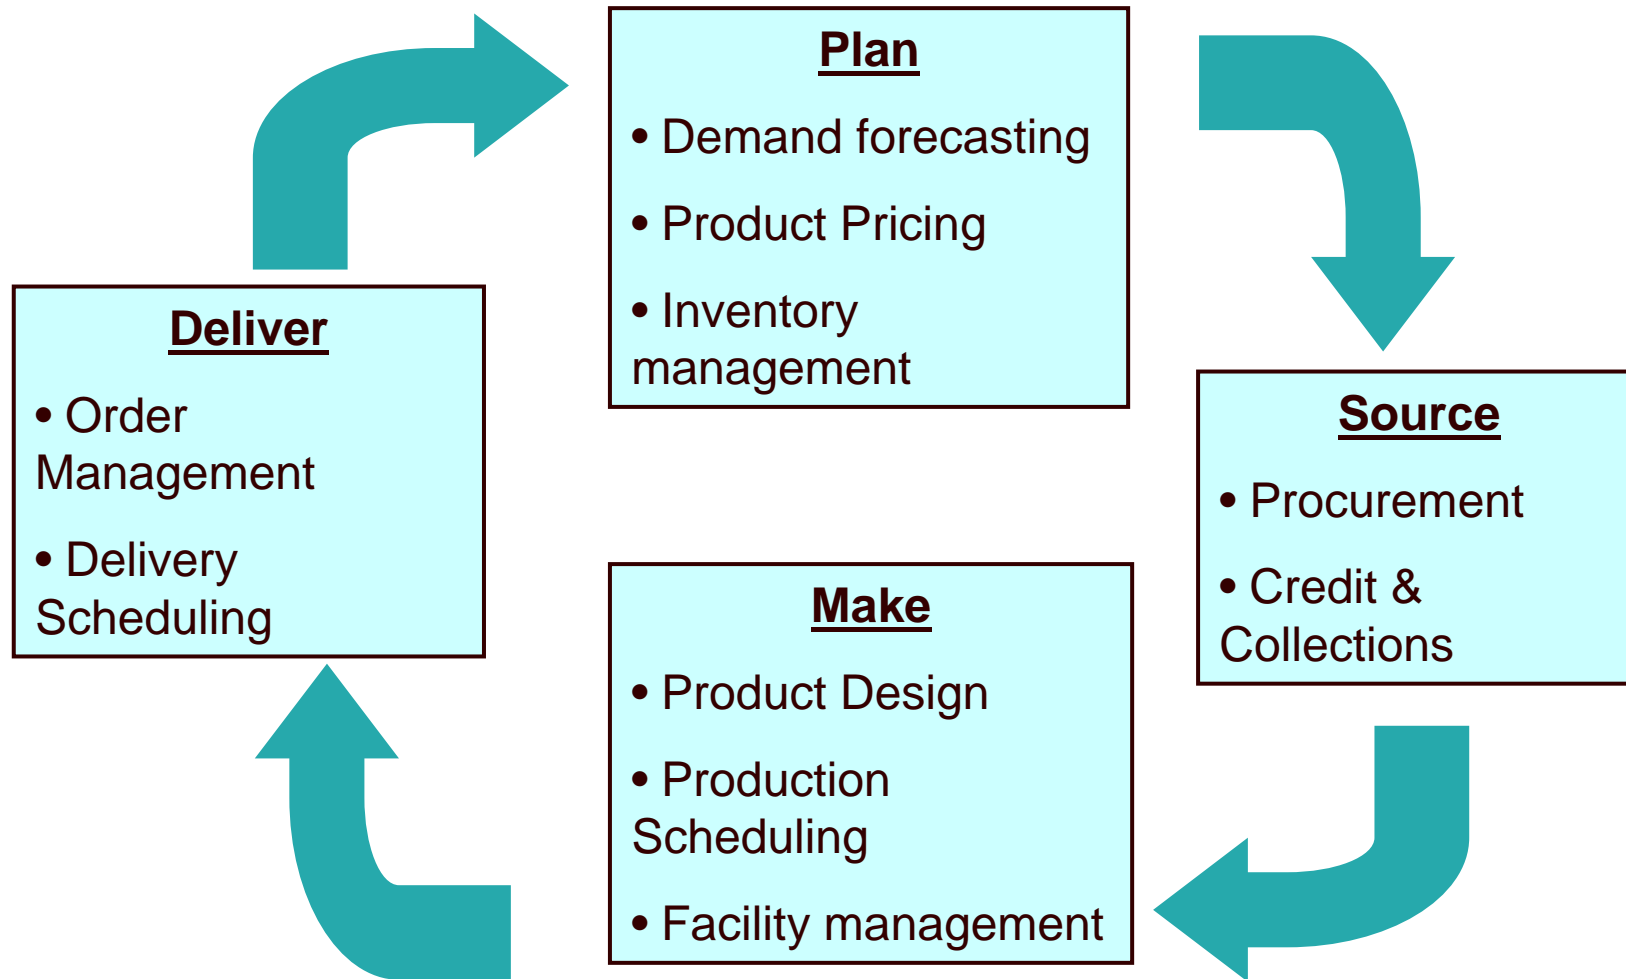 Plan
• Demand forecasting
• Product Pricing
• Inventory
management
Source
• Procurement
• Credit &
Collections
Make
• Product Design
• Production
Scheduling
• Facility management
Deliver
• Order
Management
• Delivery
Scheduling